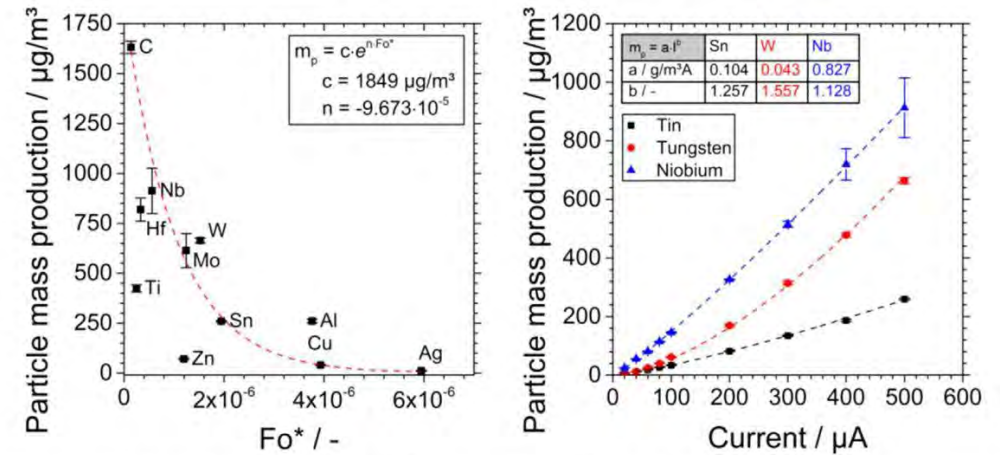 Particle mass production / µg/m³
1750
1500
1250
1000
750
500
250
0
m_p = c·e^n·Fo*
c = 1849 µg/m³
n = -9.673·10^-5
C
Nb
Hf
Ti
W
Mo
Sn
Zn
Al
Cu
Ag
0 2x10^-6 4x10^-6 6x10^-6
Fo* / -
Particle mass production / µg/m³
1200
1000
800
600
400
200
0
m_p = a·I^b Sn W Nb
a / g/m³A 0.104 0.043 0.827
b / - 1.257 1.557 1.128
Tin
Tungsten
Niobium
0 100 200 300 400 500 600
Current / µA